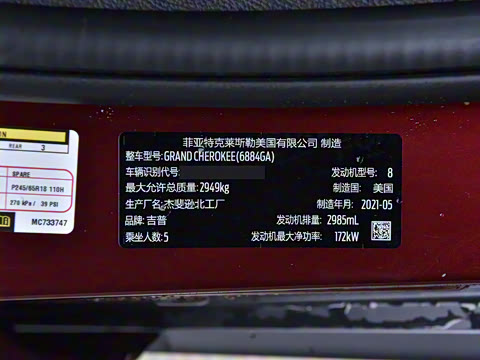 ON
REAR 3
SPARE
P245/65R18 110H
270 kPa / 39 PSI
MC733747
菲亚特克莱斯勒美国有限公司 制造
整车型号: GRAND CHEROKEE(6884GA)
车辆识别代号: 发动机型号: 8
最大允许总质量: 2949kg 制造国: 美国
生产厂名: 杰斐逊北工厂 制造年月: 2021-05
品牌: 吉普 发动机排量: 2985mL
乘坐人数: 5 发动机最大净功率: 172kW